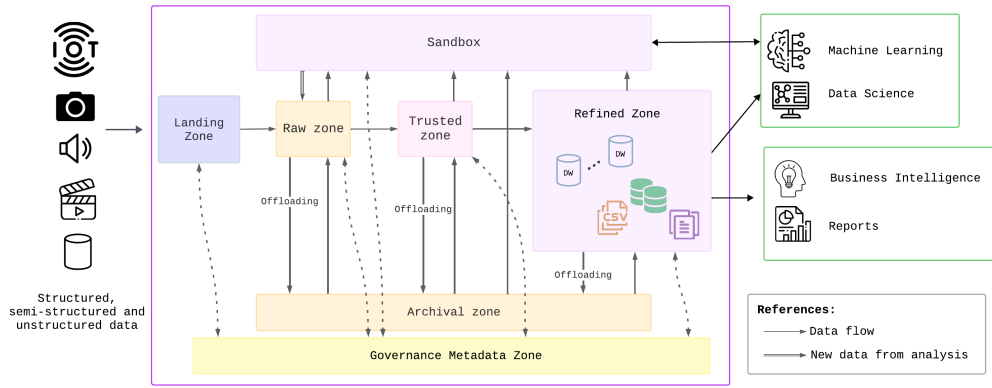 IOT
Structured,
semi-structured and
unstructured data
Sandbox
Landing
Zone
Raw zone
Trusted
zone
Refined Zone
DW
DW
CSV
Offloading
Offloading
Offloading
Archival zone
Governance Metadata Zone
Machine Learning
Data Science
Business Intelligence
Reports
References:
Data flow
New data from analysis